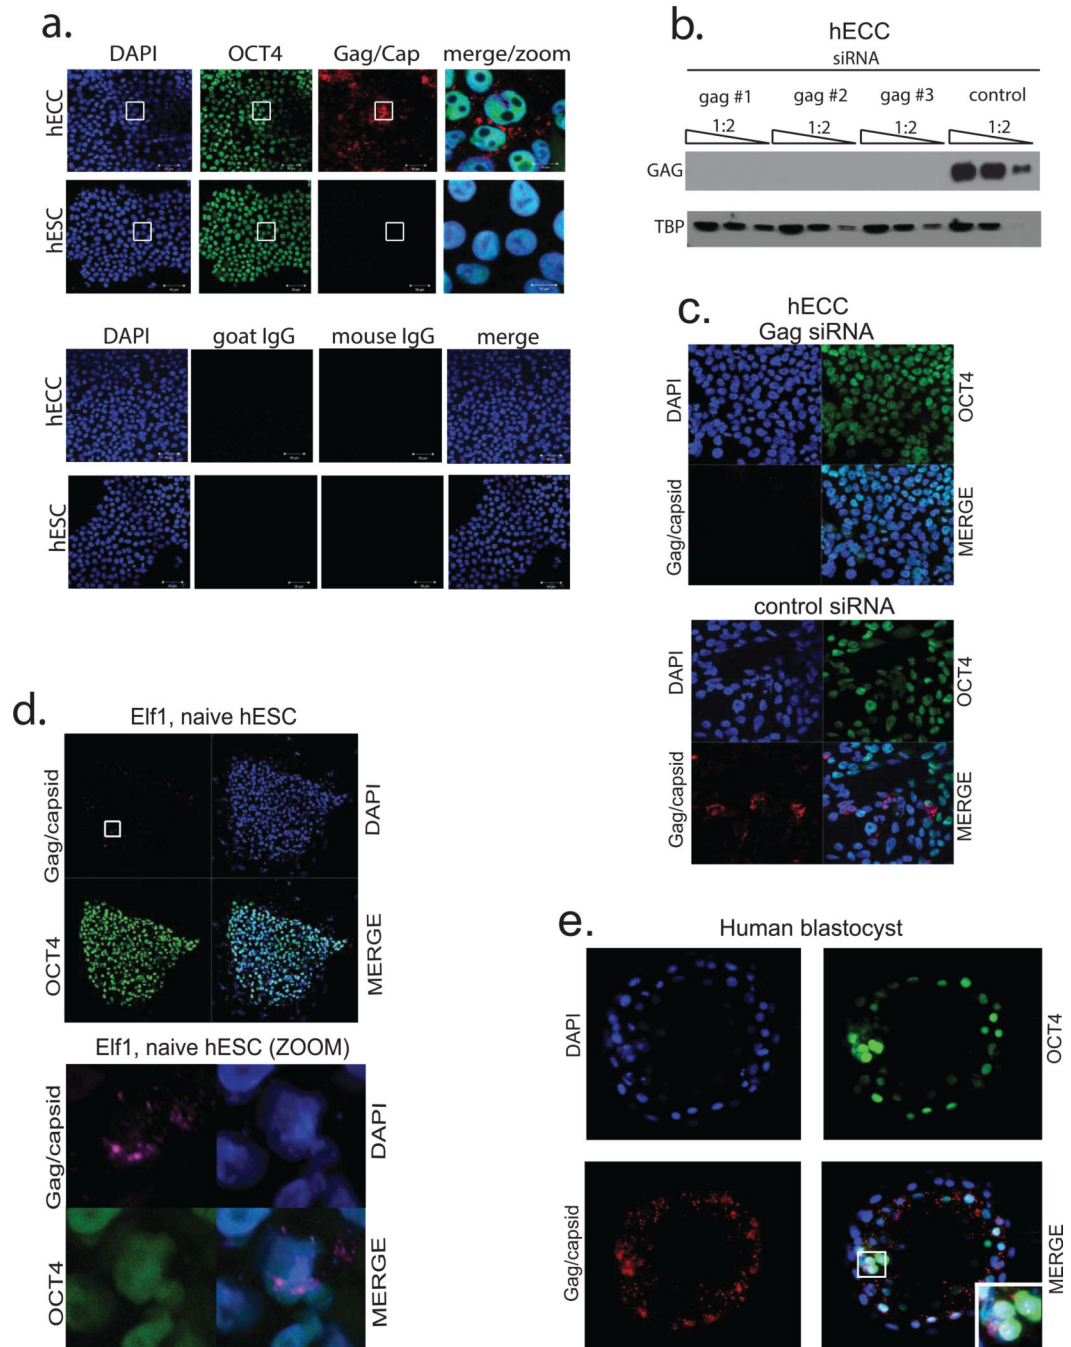 a.
DAPI OCT4 Gag/Cap merge/zoom
hECC
hESC
DAPI goat IgG mouse IgG merge
hECC
hESC
b.
hECC
siRNA
gag #1 gag #2 gag #3 control
1:2 1:2 1:2 1:2
GAG
TBP
c.
hECC
Gag siRNA
DAPI
OCT4
Gag/capsid
MERGE
control siRNA
DAPI
OCT4
Gag/capsid
MERGE
d.
Elf1, naive hESC
Gag/capsid
DAPI
OCT4
MERGE
Elf1, naive hESC (ZOOM)
Gag/capsid
DAPI
OCT4
MERGE
e.
Human blastocyst
DAPI
OCT4
Gag/capsid
MERGE